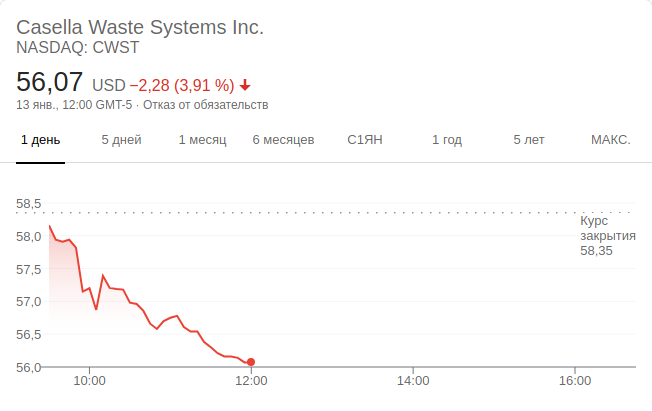 Casella Waste Systems Inc.
NASDAQ: CWST
56,07 USD −2,28 (3,91 %)
13 янв., 12:00 GMT-5 · Отказ от обязательств
1 день 5 дней 1 месяц 6 месяцев С1ЯН 1 год 5 лет МАКС.
58,5
Курс
58,0 закрытия
58,35
57,5
57,0
56,5
56,0
10:00 12:00 14:00 16:00